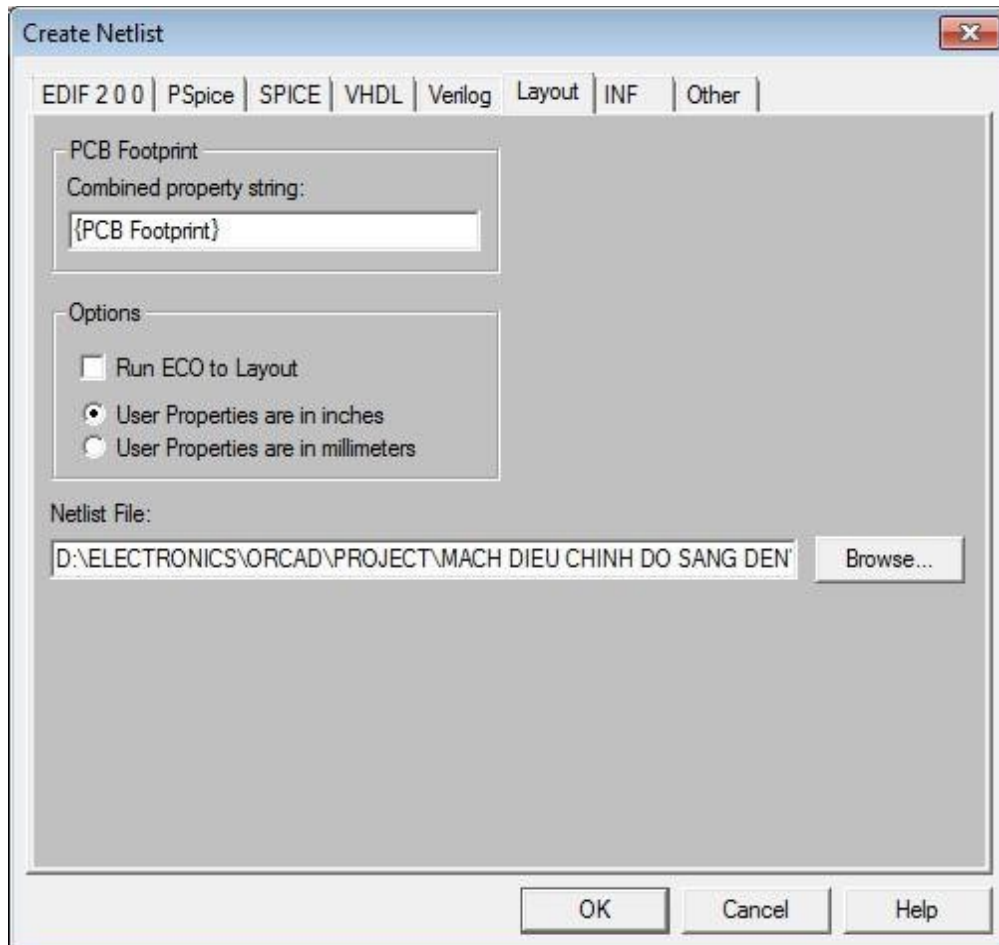 Create Netlist
EDIF 2 0 0 PSpice SPICE VHDL Verilog Layout INF Other
PCB Footprint
Combined property string:
{PCB Footprint}
Options
Run ECO to Layout
User Properties are in inches
User Properties are in millimeters
Netlist File:
D:\ELECTRONICS\ORCAD\PROJECT\MACH DIEU CHINH DO SANG DEN Browse...
OK Cancel Help